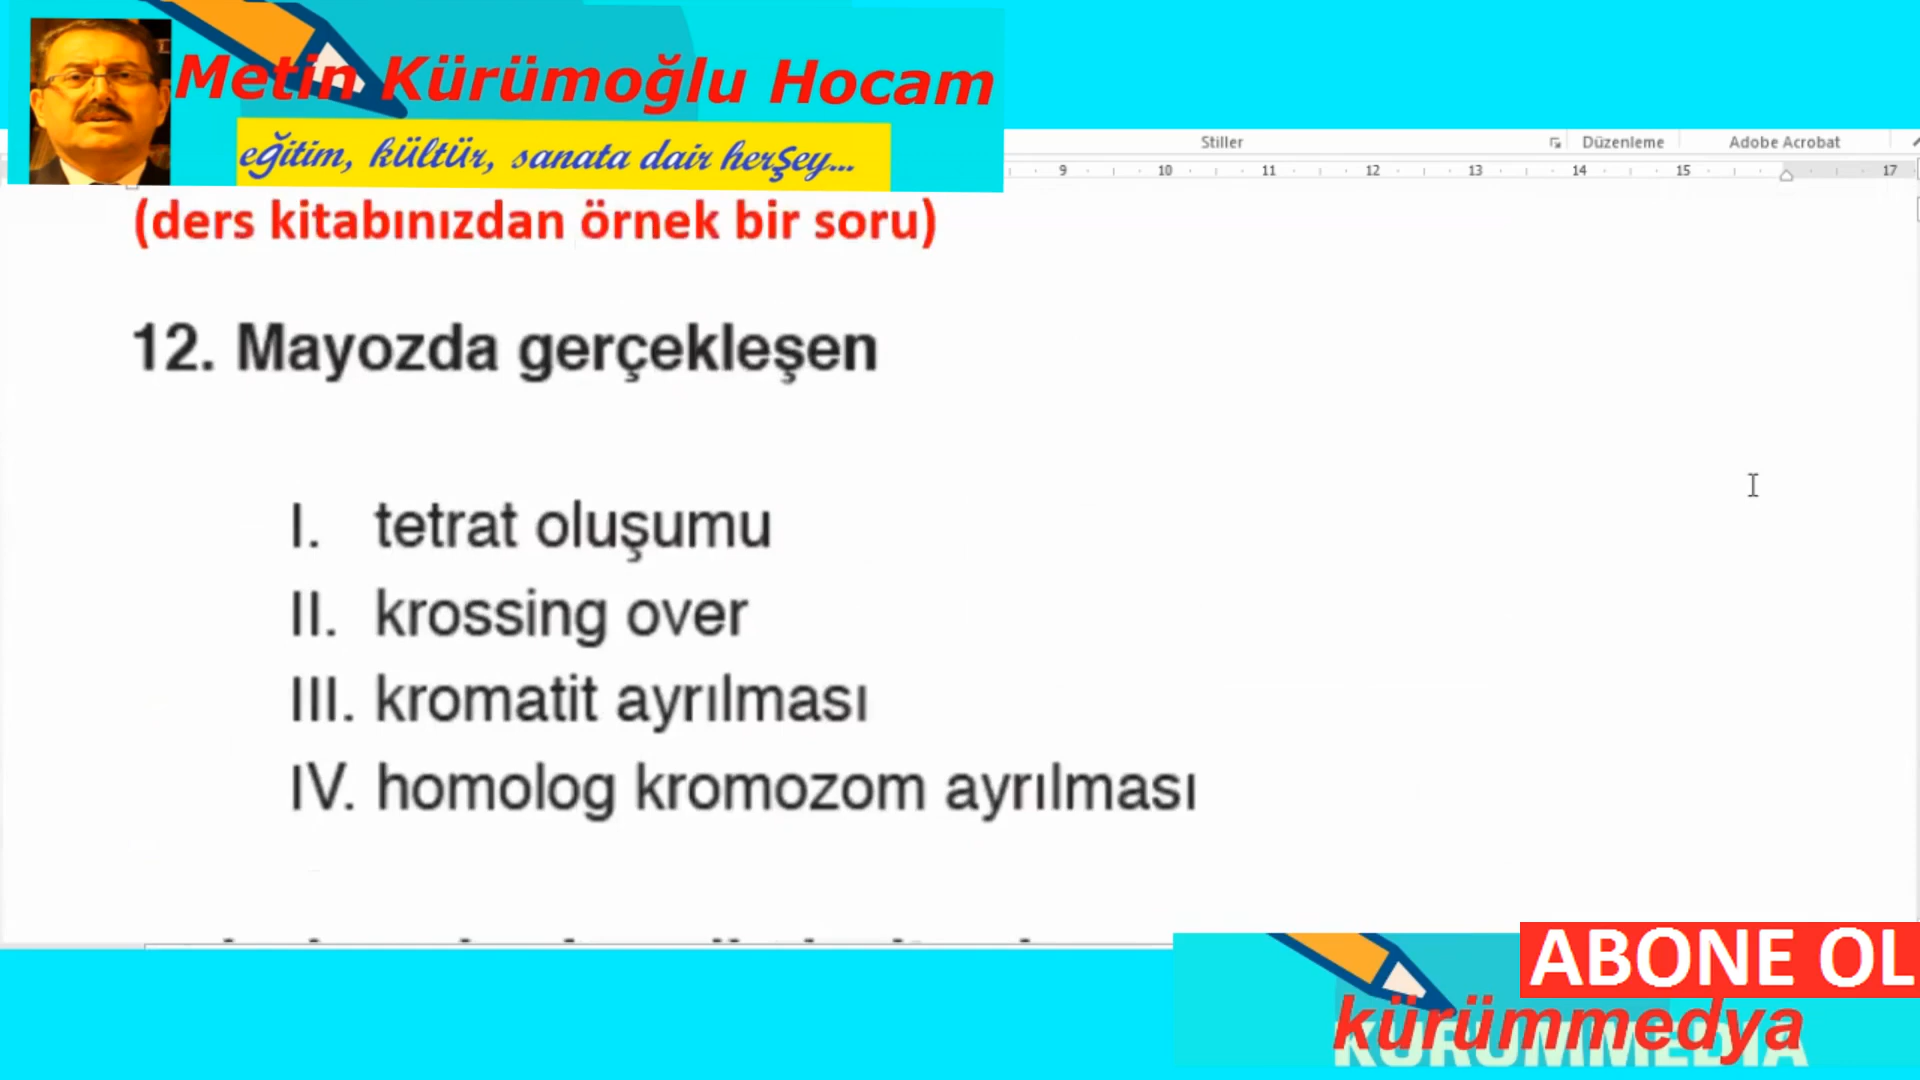 Metin Kürümoğlu Hocam
eğitim, kültür, sanata dair herşey...
Stiller
Düzenleme
Adobe Acrobat
9 10 11 12 13 14 15 17
(ders kitabınızdan örnek bir soru)
12. Mayozda gerçekleşen
I. tetrat oluşumu
II. krossing over
III. kromatit ayrılması
IV. homolog kromozom ayrılması
ABONE OL
kürümmedya
KÜRÜMMEDİA